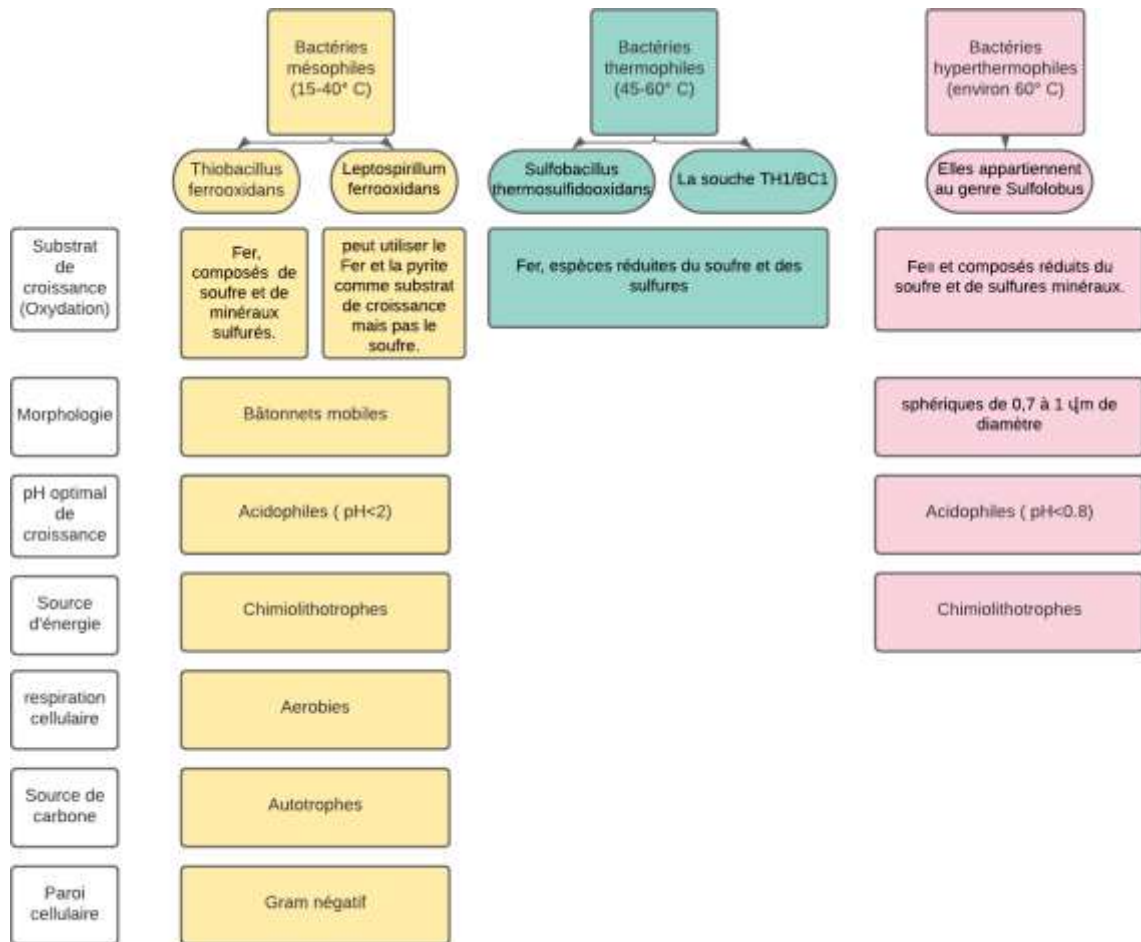 Bactéries
mésophiles
(15-40° C)
Bactéries
thermophiles
(45-60° C)
Bactéries
hyperthermophiles
(environ 60° C)
Thiobacillus
ferrooxidans
Leptospirillum
ferrooxidans
Sulfobacillus
thermosulfidooxidans
La souche TH1/BC1
Elles appartiennent
au genre Sulfolobus
Substrat
de
croissance
(Oxydation)
Fer,
composés de
soufre et de
minéraux
sulfurés.
peut utiliser le
Fer et la pyrite
comme substrat
de croissance
mais pas le
soufre.
Fer, espèces réduites du soufre et des
sulfures
FeII et composés réduits du
soufre et de sulfures minéraux.
Morphologie
Bâtonnets mobiles
sphériques de 0,7 à 1 պm de
diamètre
pH optimal
de
croissance
Acidophiles ( pH<2)
Acidophiles ( pH<0.8)
Source
d'énergie
Chimiolithotrophes
Chimiolithotrophes
respiration
cellulaire
Aerobies
Source de
carbone
Autotrophes
Paroi
cellulaire
Gram négatif